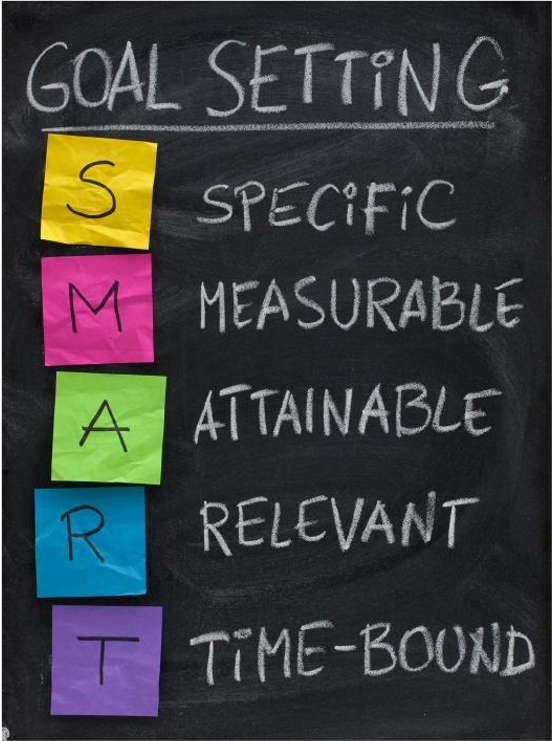 GOAL SETTiNG
S SPECiFiC
M MEASURABLE
A ATTAINABLE
R RELEVANT
T TiME-BOUND